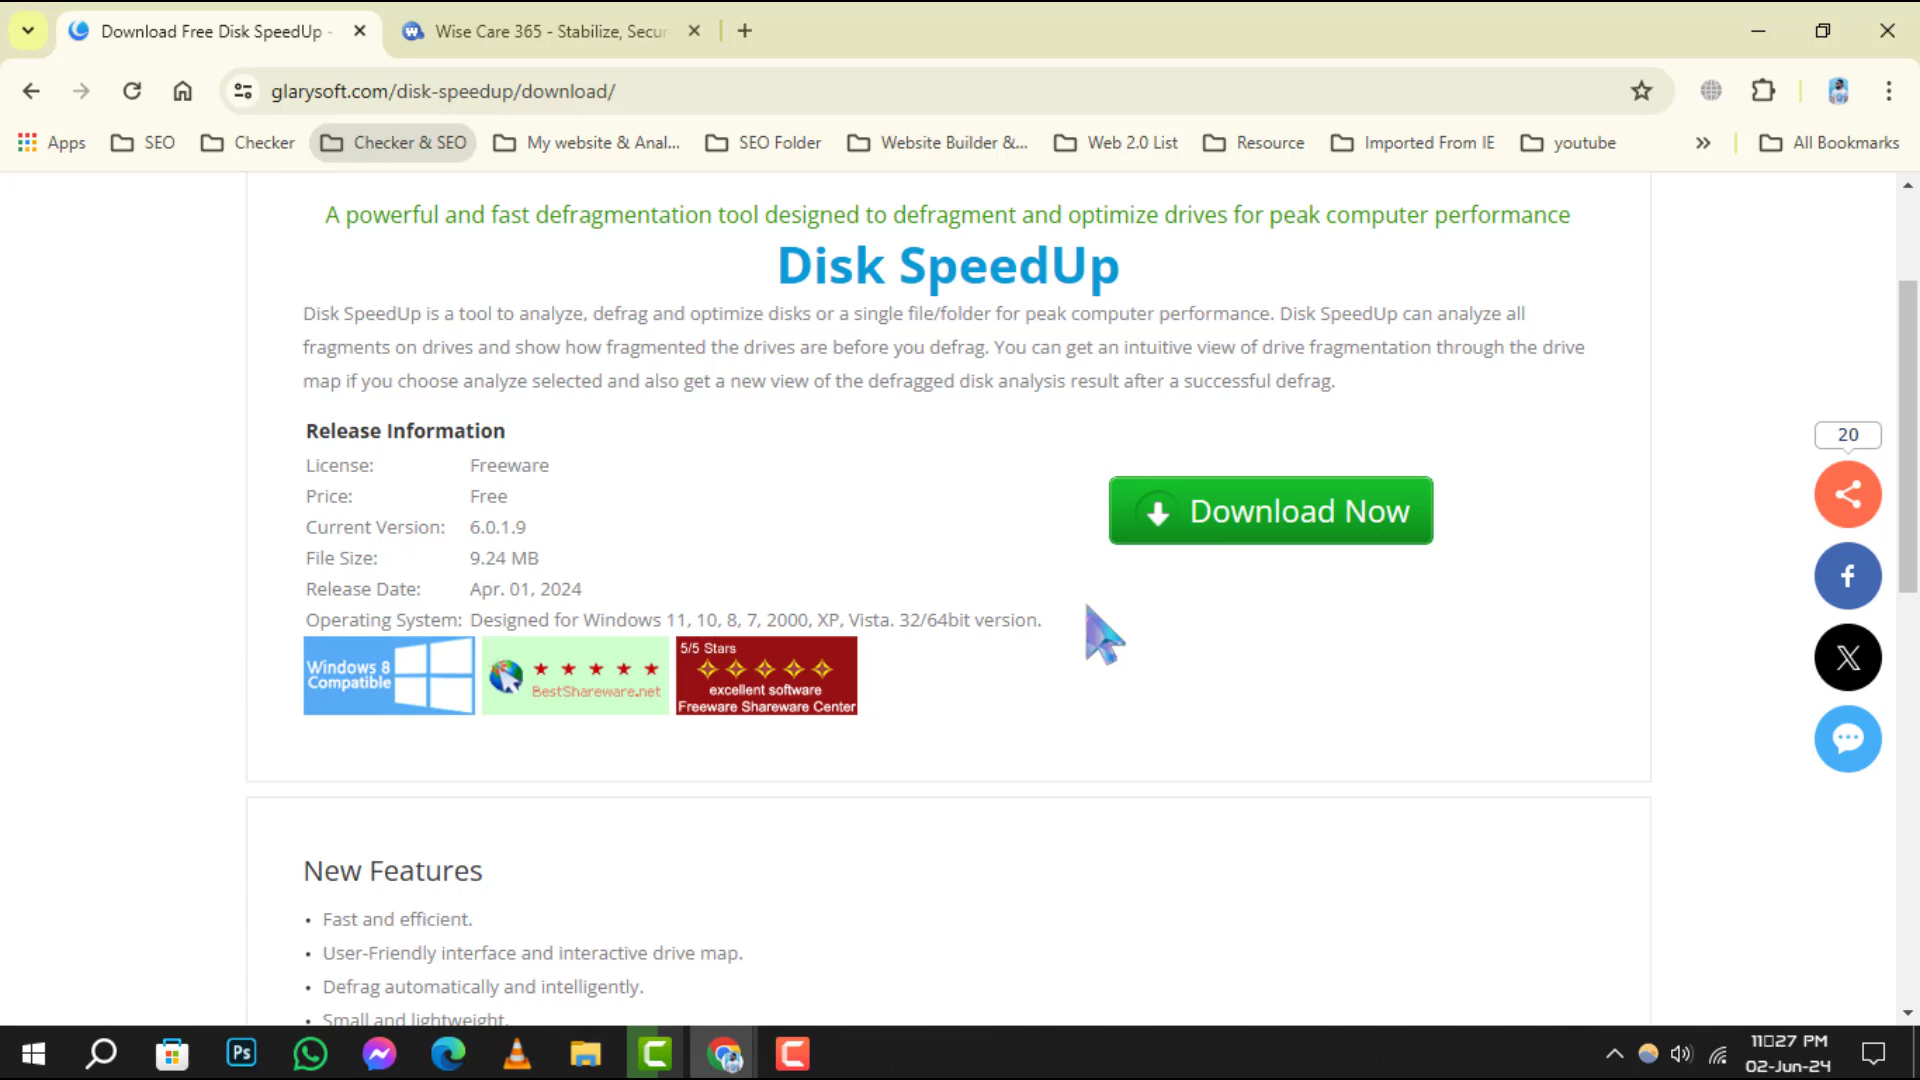 Download Free Disk SpeedUp -
Wise Care 365 - Stabilize, Secur
glarysoft.com/disk-speedup/download/
Apps
SEO
Checker
Checker & SEO
My website & Anal...
SEO Folder
Website Builder &...
Web 2.0 List
Resource
Imported From IE
youtube
All Bookmarks
A powerful and fast defragmentation tool designed to defragment and optimize drives for peak computer performance
Disk SpeedUp
Disk SpeedUp is a tool to analyze, defrag and optimize disks or a single file/folder for peak computer performance. Disk SpeedUp can analyze all
fragments on drives and show how fragmented the drives are before you defrag. You can get an intuitive view of drive fragmentation through the drive
map if you choose analyze selected and also get a new view of the defragged disk analysis result after a successful defrag.
Release Information
License: Freeware
Price: Free
Current Version: 6.0.1.9
File Size: 9.24 MB
Release Date: Apr. 01, 2024
Operating System: Designed for Windows 11, 10, 8, 7, 2000, XP, Vista. 32/64bit version.
Download Now
20
Windows 8
Compatible
BestShareware.net
5/5 Stars
excellent software
Freeware Shareware Center
New Features
• Fast and efficient.
• User-Friendly interface and interactive drive map.
• Defrag automatically and intelligently.
• Small and lightweight.
Ps
11:27 PM
02-Jun-24